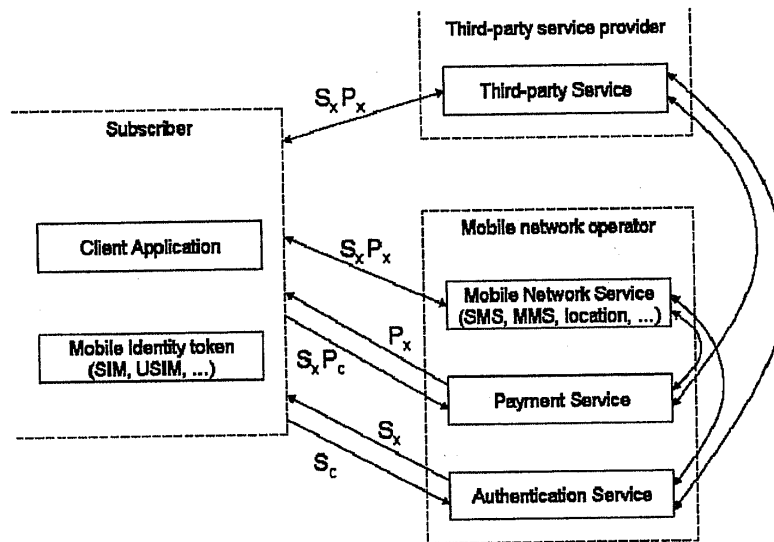 Third-party service provider
Third-party Service
SxPx
Subscriber
Client Application
Mobile network operator
SxPx
Mobile Network Service
(SMS, MMS, location, ...)
Mobile Identity token
(SIM, USIM, ...)
Px
SxPc
Payment Service
Sx
Sc
Authentication Service